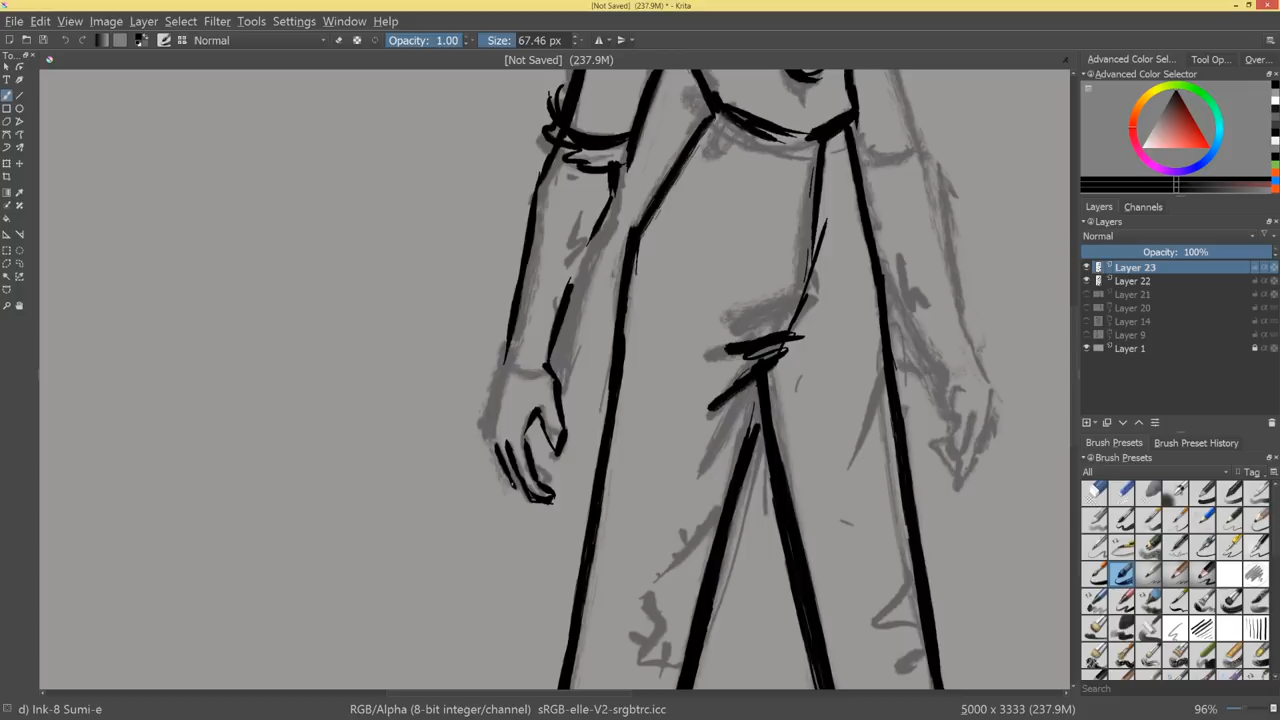 [Not Saved] (237.9M) * - Krita
File Edit View Image Layer Select Filter Tools Settings Window Help
Normal Opacity: 1.00 Size: 67.46 px
To...
[Not Saved] (237.9M)
Advanced Color Sel... Tool Op... Over...
Advanced Color Selector
Layers Channels
Layers
Normal
Opacity: 100%
Layer 23
Layer 22
Layer 21
Layer 20
Layer 14
Layer 9
Layer 1
Brush Presets Brush Preset History
Brush Presets
All Tag
Search
d) Ink-8 Sumi-e RGB/Alpha (8-bit integer/channel) sRGB-elle-V2-srgbtrc.icc 5000 x 3333 (237.9M) 96%